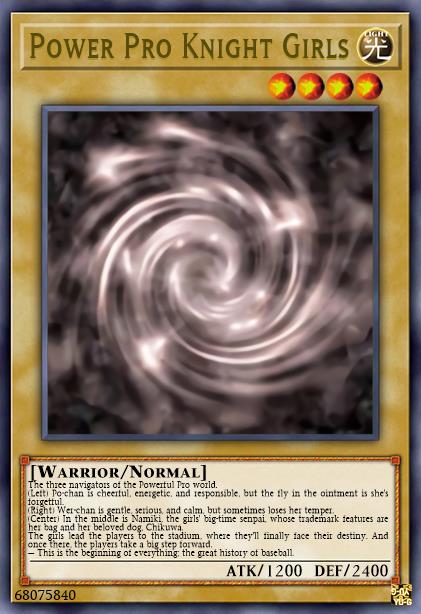 POWER PRO KNIGHT GIRLS
LIGHT
光
[WARRIOR/NORMAL]
The three navigators of the Powerful Pro world.
(Left) Po-chan is cheerful, energetic, and responsible, but the fly in the ointment is she's
forgetful.
(Right) Wer-chan is gentle, serious, and calm, but sometimes loses her temper.
(Center) In the middle is Namiki, the girls' big-time senpai, whose trademark features are
her bag and her beloved dog, Chikuwa.
The girls lead the players to the stadium, where they'll finally face their destiny. And
once there, the players take a big step forward.
— This is the beginning of everything; the great history of baseball.
ATK/1200 DEF/2400
68075840